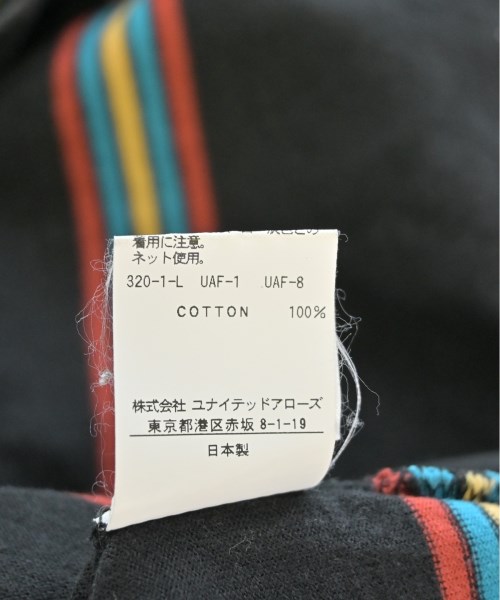 着用に注意。
ネット使用。
320-1-L UAF-1 UAF-8
COTTON 100%
株式会社 ユナイテッドアローズ
東京都港区赤坂 8-1-19
日本製